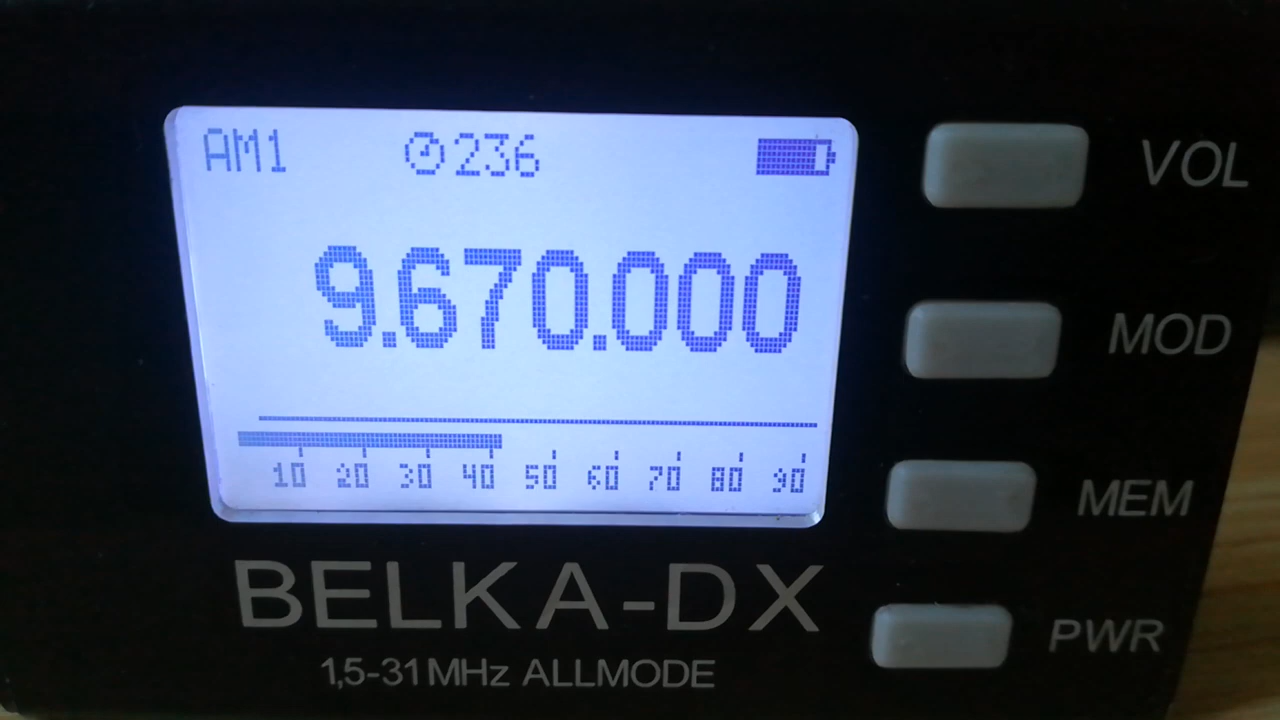 AM1 236
VOL
9.670.000
MOD
10 20 30 40 50 60 70 80 90
MEM
BELKA-DX
PWR
1,5-31MHz ALLMODE